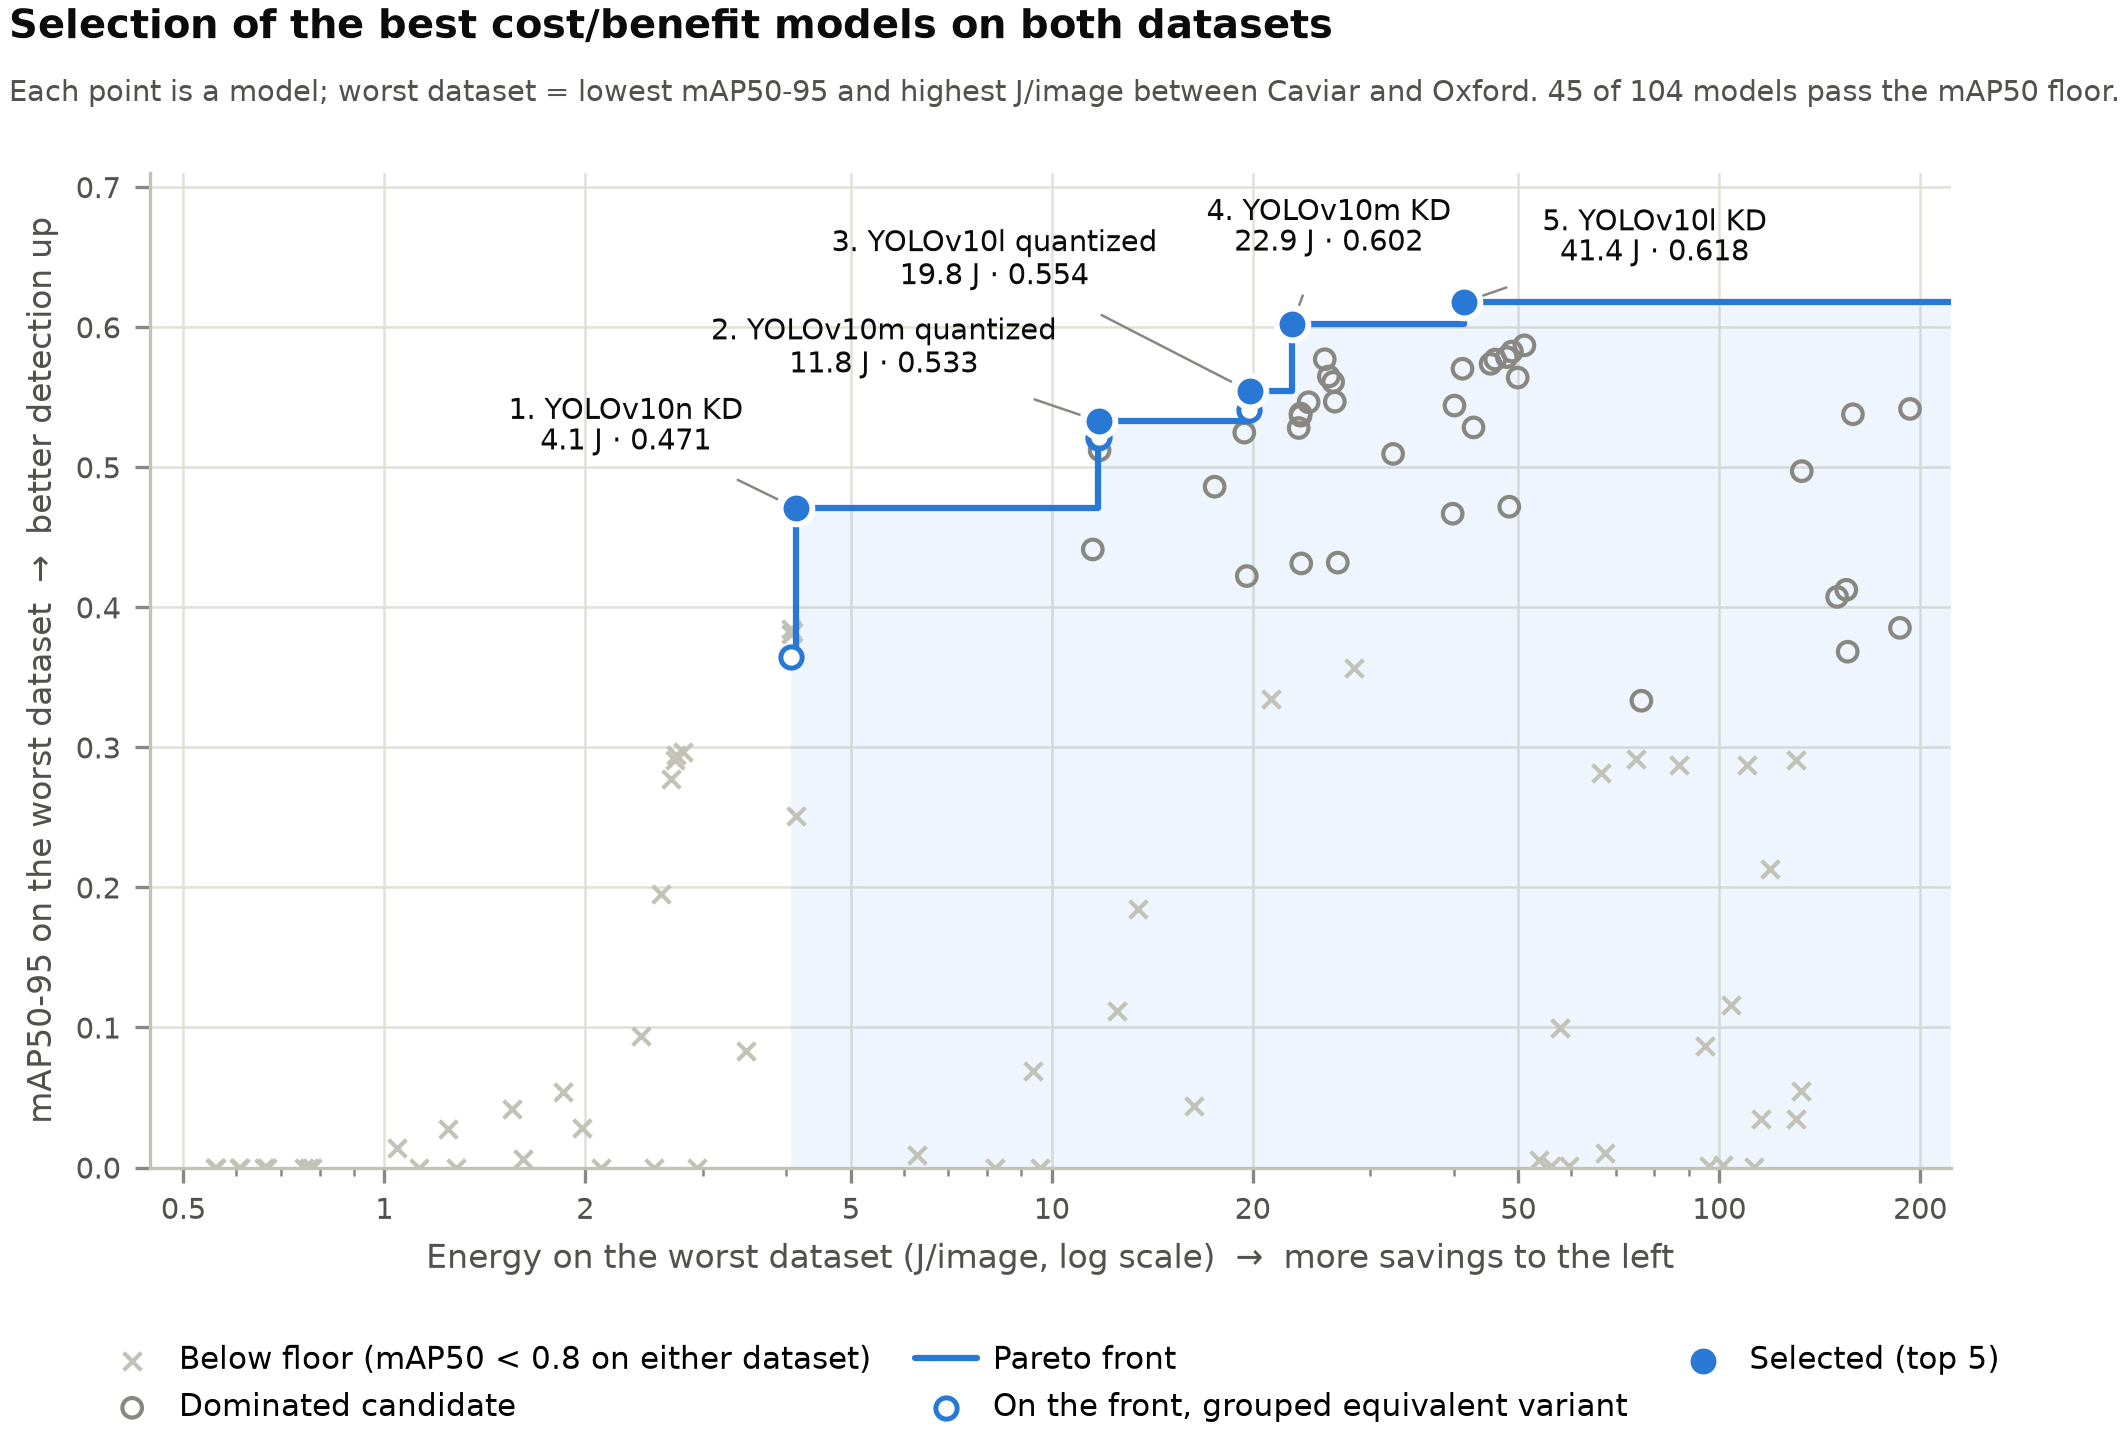 Selection of the best cost/benefit models on both datasets
Each point is a model; worst dataset = lowest mAP50-95 and highest J/image between Caviar and Oxford. 45 of 104 models pass the mAP50 floor.
mAP50-95 on the worst dataset → better detection up
0.7
0.6
0.5
0.4
0.3
0.2
0.1
0.0
4. YOLOv10m KD
22.9 J · 0.602
5. YOLOv10l KD
41.4 J · 0.618
3. YOLOv10l quantized
19.8 J · 0.554
2. YOLOv10m quantized
11.8 J · 0.533
1. YOLOv10n KD
4.1 J · 0.471
0.5 1 2 5 10 20 50 100 200
Energy on the worst dataset (J/image, log scale) → more savings to the left
Below floor (mAP50 < 0.8 on either dataset)
Dominated candidate
Pareto front
On the front, grouped equivalent variant
Selected (top 5)